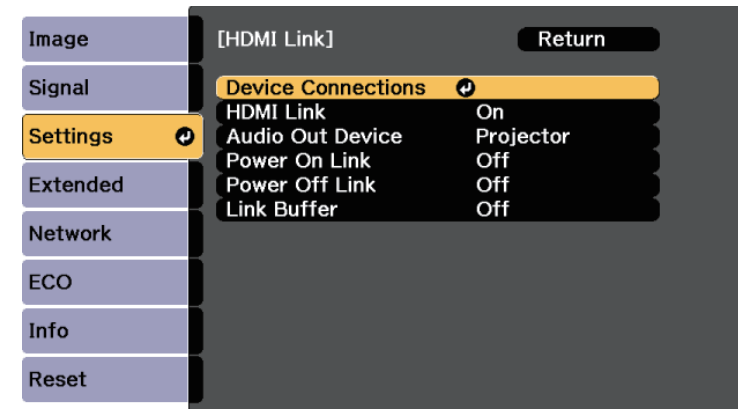 Image
Signal
Settings
Extended
Network
ECO
Info
Reset
[HDMI Link] Return
Device Connections
HDMI Link On
Audio Out Device Projector
Power On Link Off
Power Off Link Off
Link Buffer Off